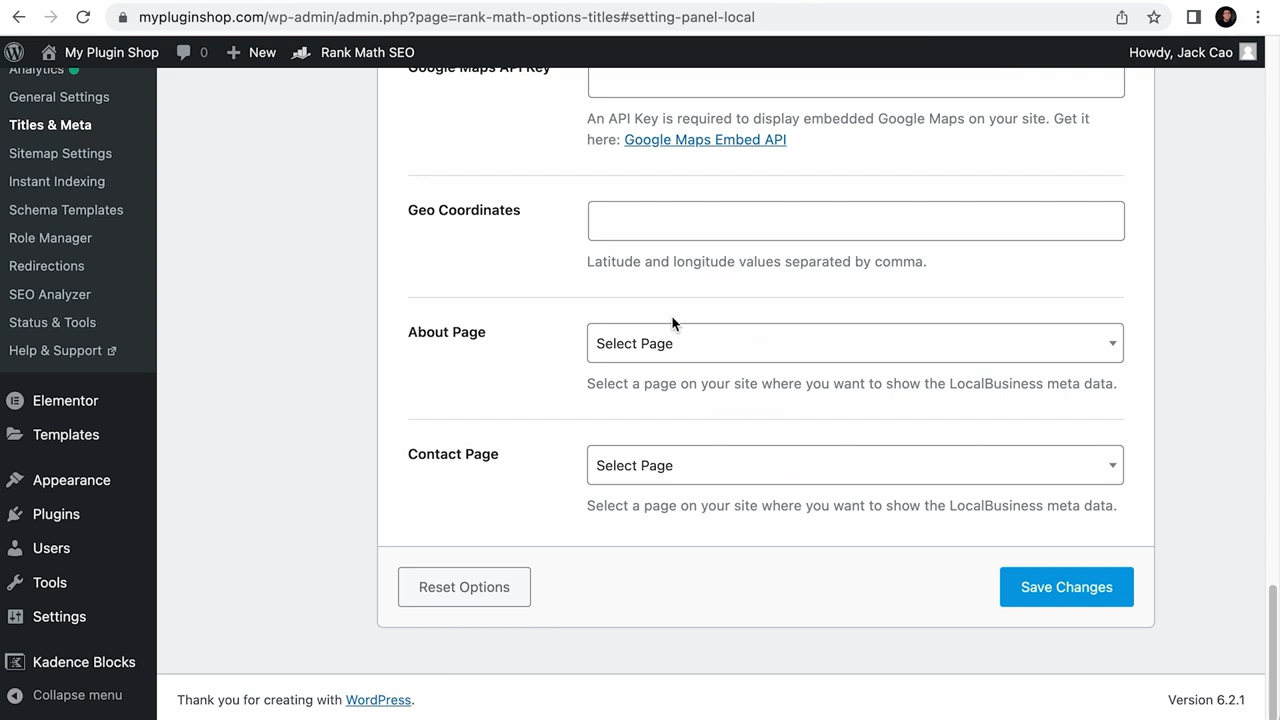 mypluginshop.com/wp-admin/admin.php?page=rank-math-options-titles#setting-panel-local
My Plugin Shop 0 New Rank Math SEO Howdy, Jack Cao
Analytics
General Settings
Titles & Meta
Sitemap Settings
Instant Indexing
Schema Templates
Role Manager
Redirections
SEO Analyzer
Status & Tools
Help & Support
Elementor
Templates
Appearance
Plugins
Users
Tools
Settings
Kadence Blocks
Collapse menu
Google Maps API Key
An API Key is required to display embedded Google Maps on your site. Get it
here: Google Maps Embed API
Geo Coordinates
Latitude and longitude values separated by comma.
About Page
Select Page
Select a page on your site where you want to show the LocalBusiness meta data.
Contact Page
Select Page
Select a page on your site where you want to show the LocalBusiness meta data.
Reset Options
Save Changes
Thank you for creating with WordPress.
Version 6.2.1